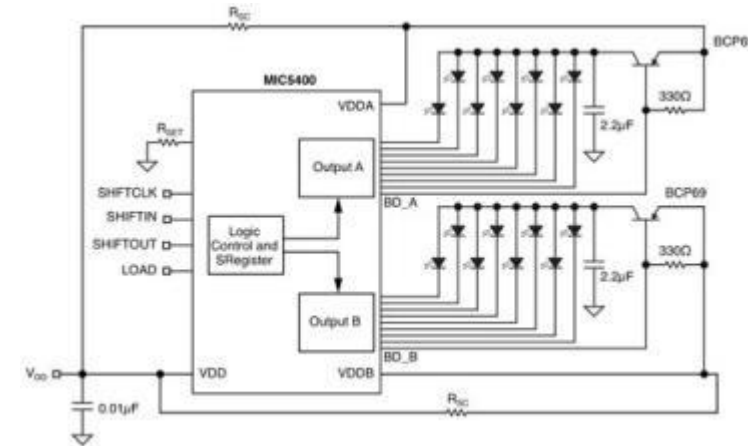 RSC
BCP6
MIC5400
VDDA
330Ω
RSET
2.2µF
Output A
SHFTCLK
BD_A
BCP69
SHIFTIN
Logic
Control and
SRegister
SHIFTOUT
330Ω
LOAD
2.2µF
Output B
BD_B
VDD
VDD
VDDB
RSC
0.01µF